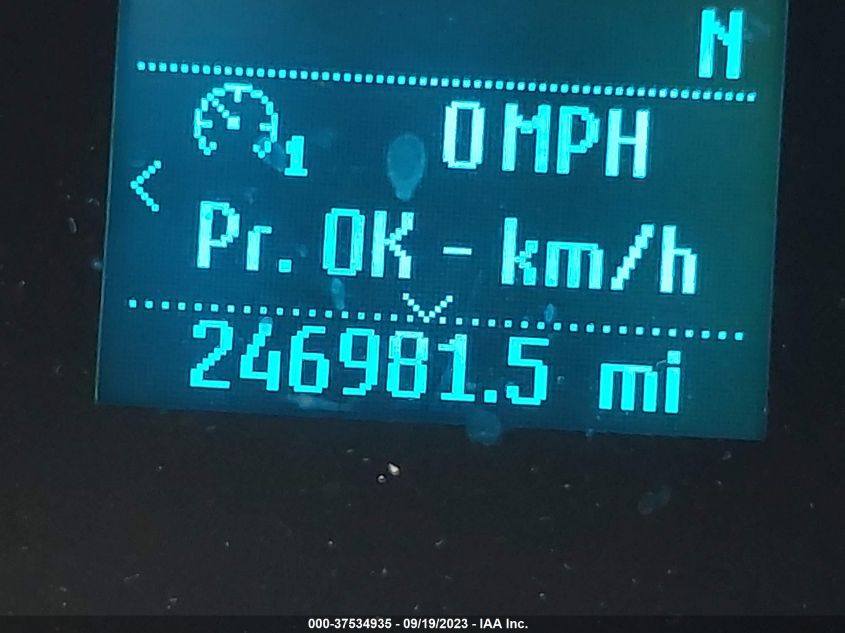 N
1 0 MPH
<
Pr. OK - km/h
246981.5 mi
000-37534935 - 09/19/2023 - IAA Inc.